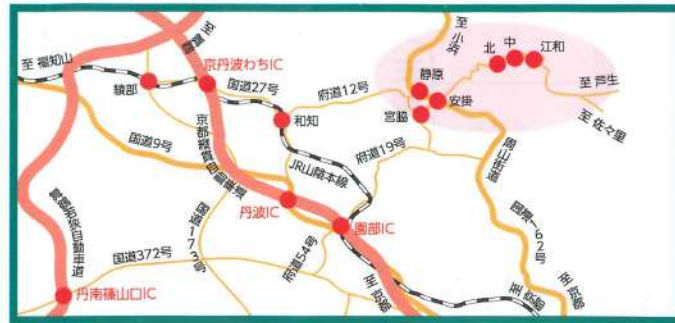 至 小浜
北
中
江和
至 福知山
至 舞鶴
京丹波わちIC
国道27号
綾部
静原
安掛
宮脇
至 芦生
至 佐々里
府道12号
和知
国道9号
京都縦貫自動車道
JR山陰本線
府道19号
周山街道
丹波IC
園部IC
国道173号
国道372号
府道54号
国道162号
舞鶴若狭自動車道
丹南篠山口IC
至 京都
至 京都
至 京都